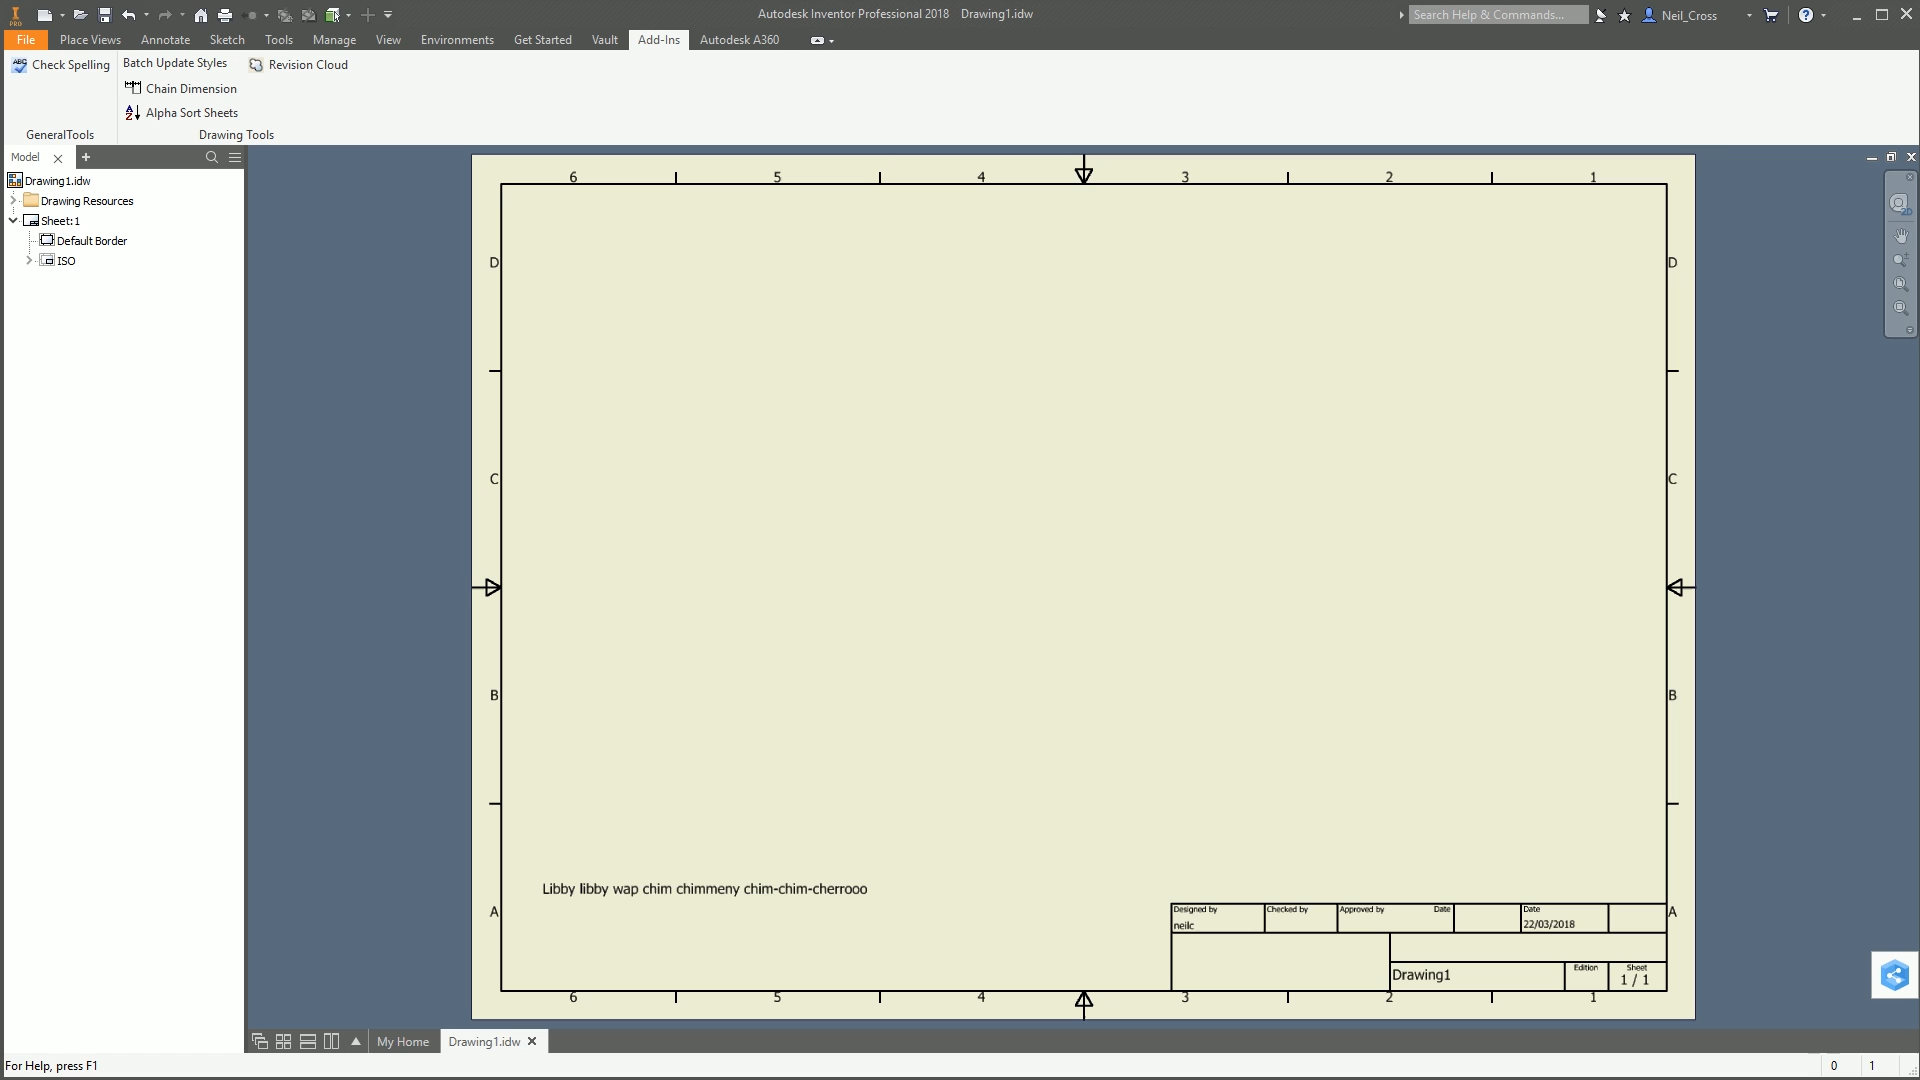 Autodesk Inventor Professional 2018 Drawing1.idw
Search Help & Commands...
Neil_Cross
File Place Views Annotate Sketch Tools Manage View Environments Get Started Vault Add-Ins Autodesk A360
Check Spelling
Batch Update Styles
Revision Cloud
Chain Dimension
Alpha Sort Sheets
GeneralTools
Drawing Tools
Model
Drawing1.idw
Drawing Resources
Sheet:1
Default Border
ISO
6 5 4 3 2 1
D D
C C
B B
Libby libby wap chim chimmeny chim-chim-cherrooo
A A
Designed by Checked by Approved by Date Date
neilc 22/03/2018
Edition Sheet
Drawing1 1 / 1
6 5 4 3 2 1
My Home Drawing1.idw
For Help, press F1
0 1